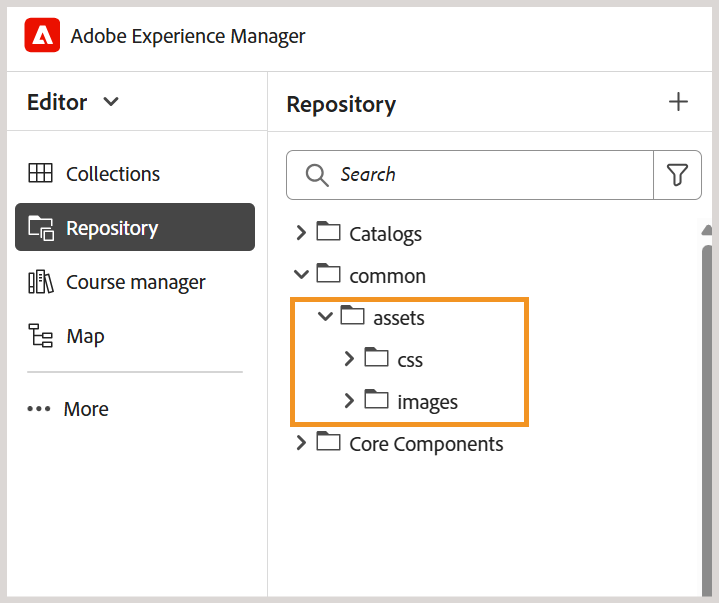 Adobe Experience Manager
Editor
Collections
Repository
Course manager
Map
More
Repository
Search
Catalogs
common
assets
css
images
Core Components